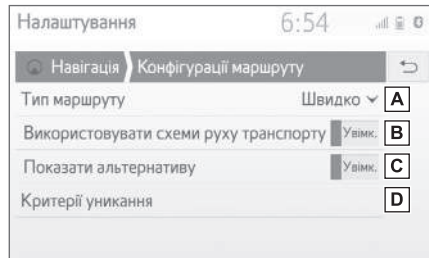 Налаштування 6:54
Навігація Конфігурації маршруту
Тип маршруту Швидко A
Використовувати схеми руху транспорту Увімк. B
Показати альтернативу Увімк. C
Критерії уникання D